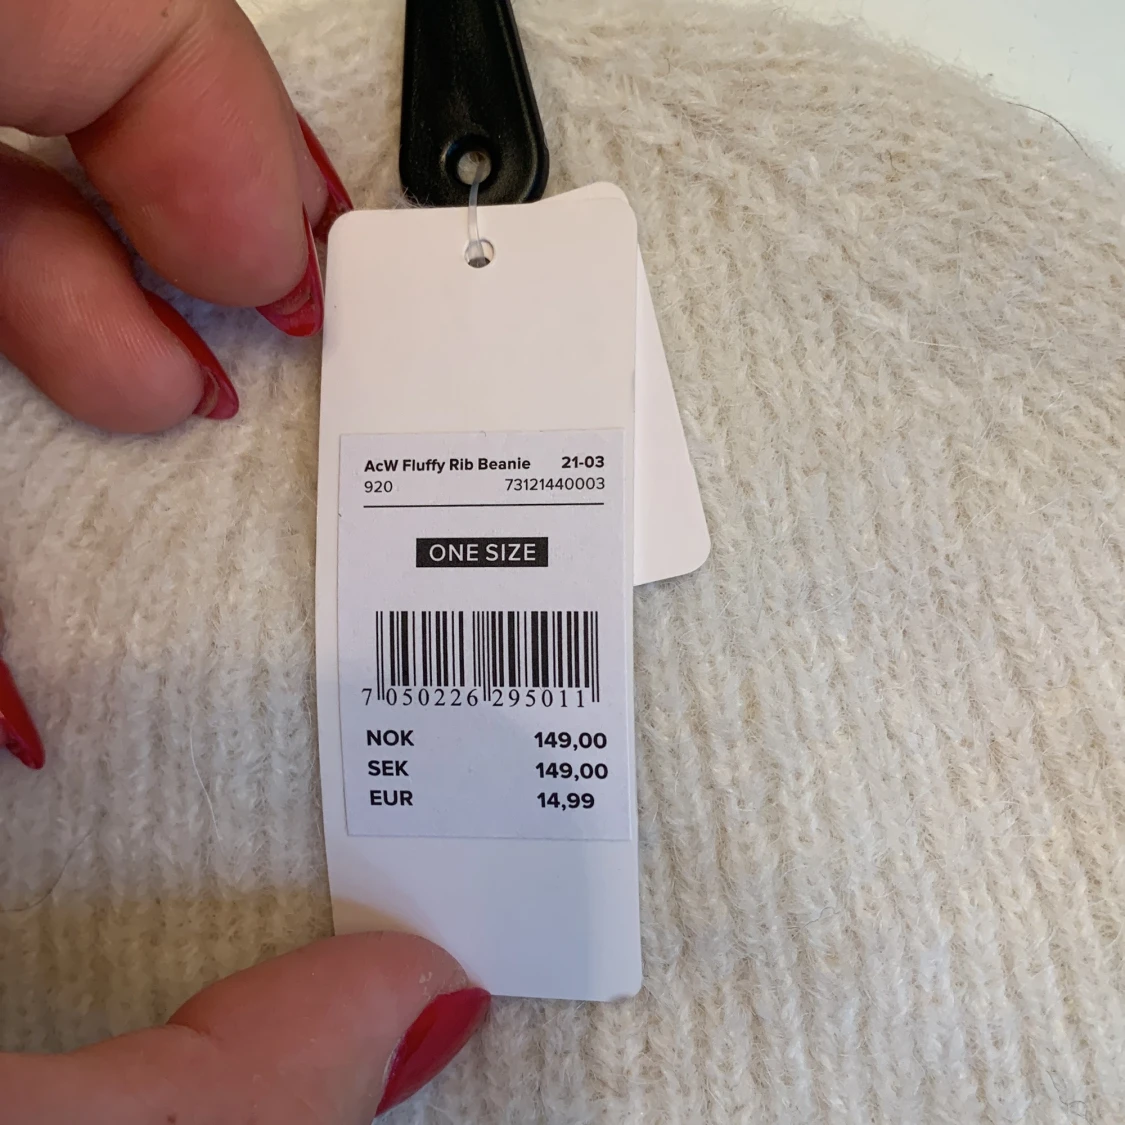 AcW Fluffy Rib Beanie 21-03
920 73121440003
ONE SIZE
7 050226 295011
NOK 149,00
SEK 149,00
EUR 14,99